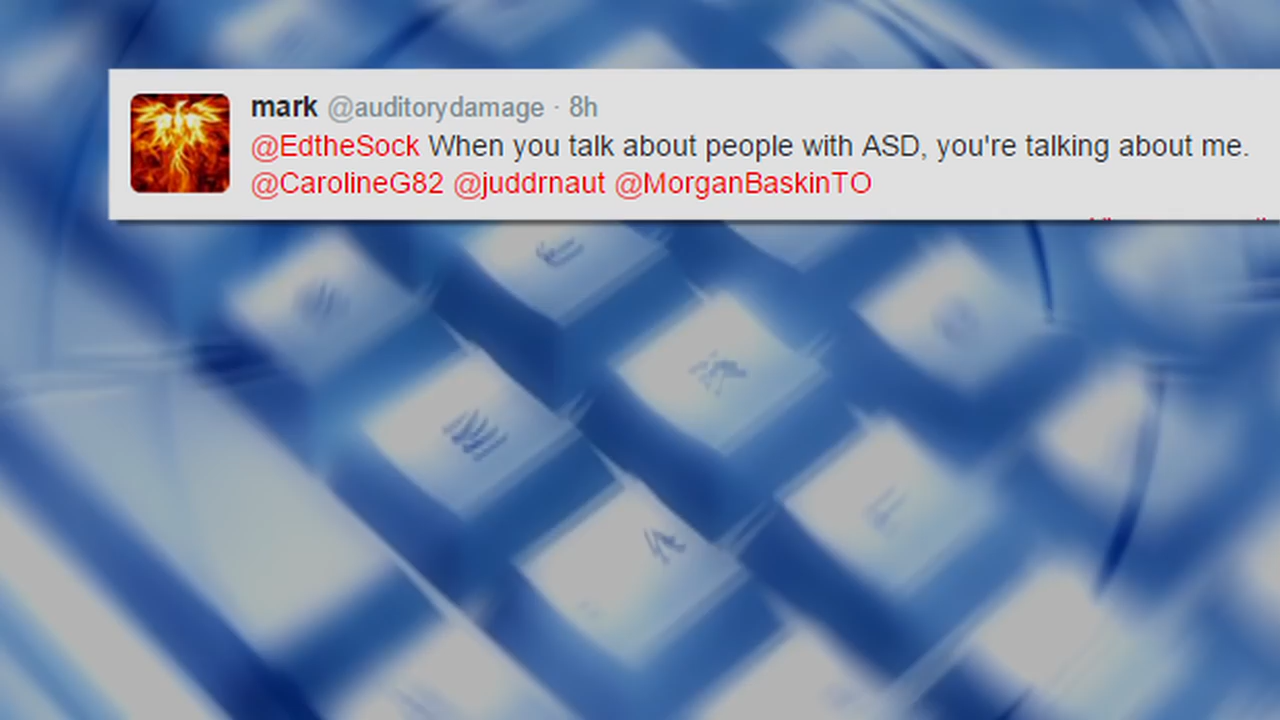 mark @auditorydamage · 8h
@EdtheSock When you talk about people with ASD, you're talking about me.
@CarolineG82 @juddrnaut @MorganBaskinTO